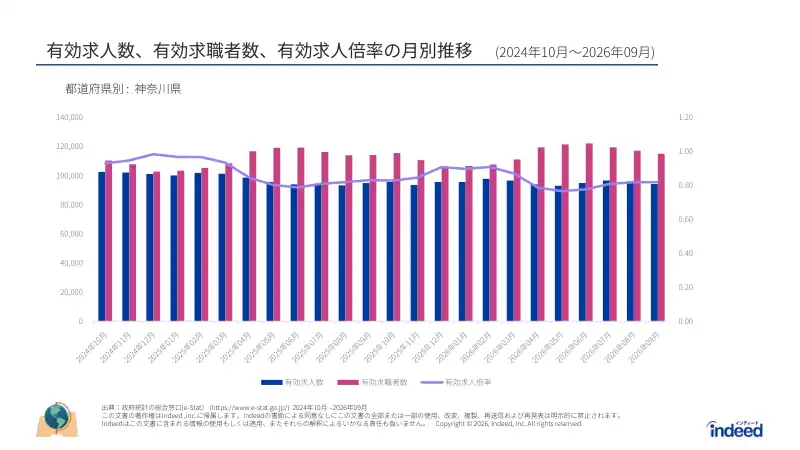 有効求人数、有効求職者数、有効求人倍率の月別推移 (2024年10月～2026年09月)
都道府県別 : 神奈川県
140,000
120,000
100,000
80,000
60,000
40,000
20,000
0
1.20
1.00
0.80
0.60
0.40
0.20
0.00
2024年10月 2024年11月 2024年12月 2025年01月 2025年02月 2025年03月 2025年04月 2025年05月 2025年06月 2025年07月 2025年08月 2025年09月 2025年10月 2025年11月 2025年12月 2026年01月 2026年02月 2026年03月 2026年04月 2026年05月 2026年06月 2026年07月 2026年08月 2026年09月
有効求人数 有効求職者数 有効求人倍率
出典：政府統計の総合窓口(e-Stat) (https://www.e-stat.go.jp/) 2024年10月 –2026年09月
この文書の著作権はIndeed ,Inc.に帰属します。Indeedの書面による同意なしにこの文書の全部または一部の使用、改変、複製、再送信および再発表は明示的に禁止されます。
Indeedはこの文書に含まれる情報の使用もしくは適用、またそれらの解釈によるいかなる責任も負いません。 Copyright © 2026, Indeed, Inc. All rights reserved.
インディード
indeed